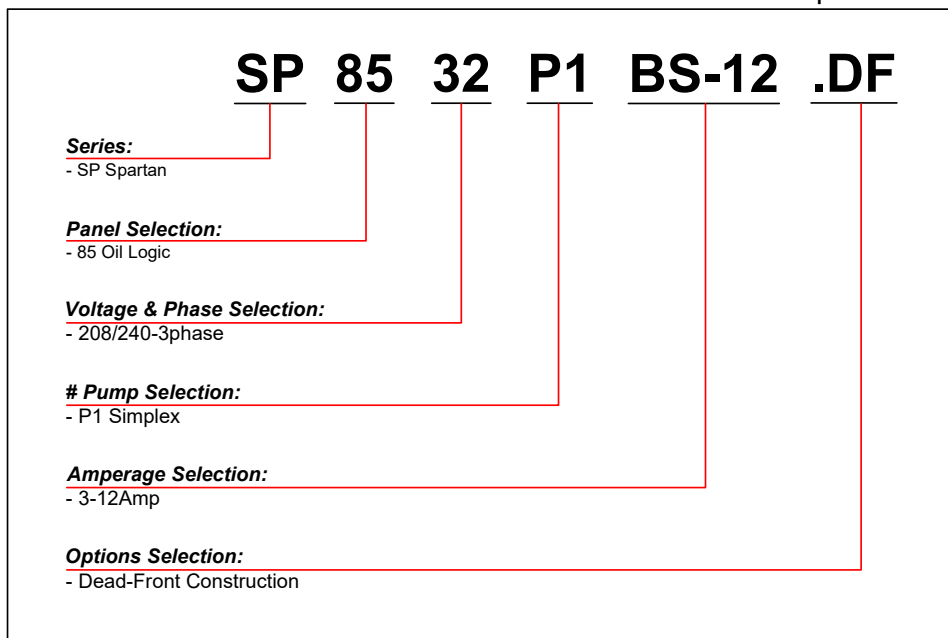 SP 85 32 P1 BS-12 .DF
Series:
- SP Spartan
Panel Selection:
- 85 Oil Logic
Voltage & Phase Selection:
- 208/240-3phase
# Pump Selection:
- P1 Simplex
Amperage Selection:
- 3-12Amp
Options Selection:
- Dead-Front Construction